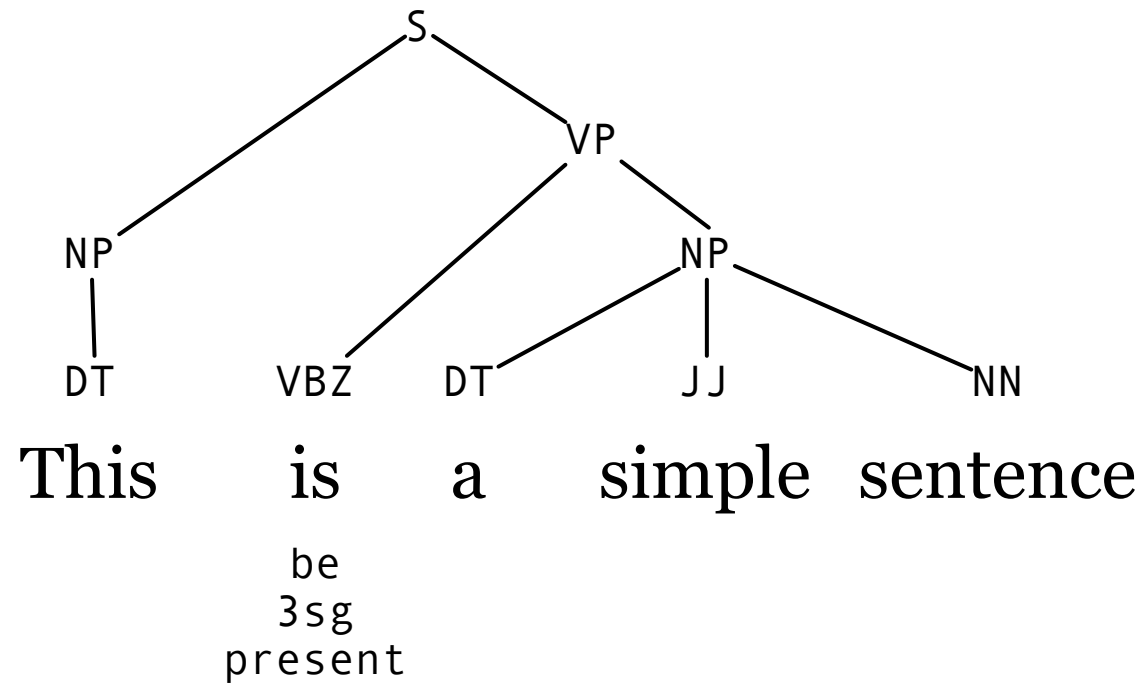 S
VP
NP NP
DT VBZ DT JJ NN
This is a simple sentence
be
3sg
present